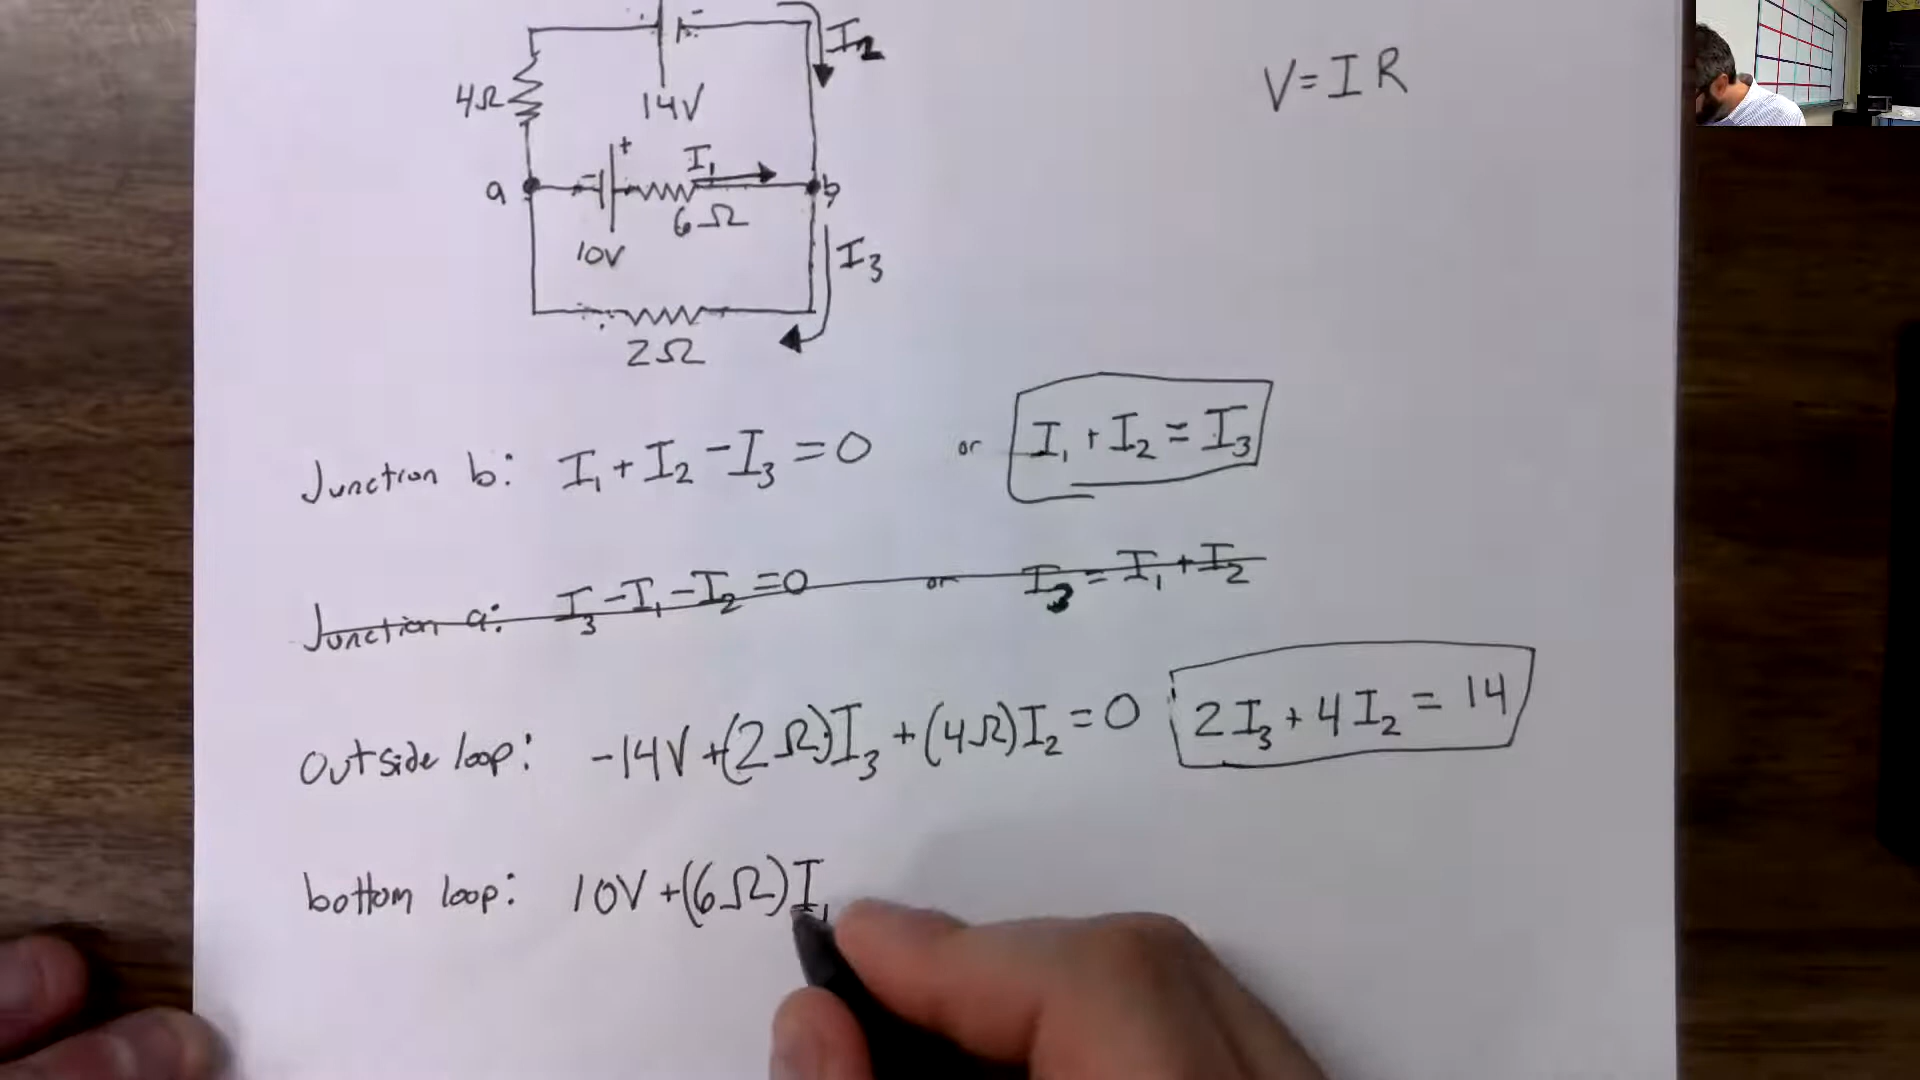 I₂
V=IR
4Ω
14V
+
I₁
a
b
6Ω
10V
I₃
2Ω
Junction b: I₁ + I₂ - I₃ = 0 or I₁ + I₂ = I₃
Junction a: I₃ - I₁ - I₂ = 0 or I₃ = I₁ + I₂
outside loop: -14V + (2Ω)I₃ + (4Ω)I₂ = 0 2I₃ + 4I₂ = 14
bottom loop: 10V + (6Ω)I₁